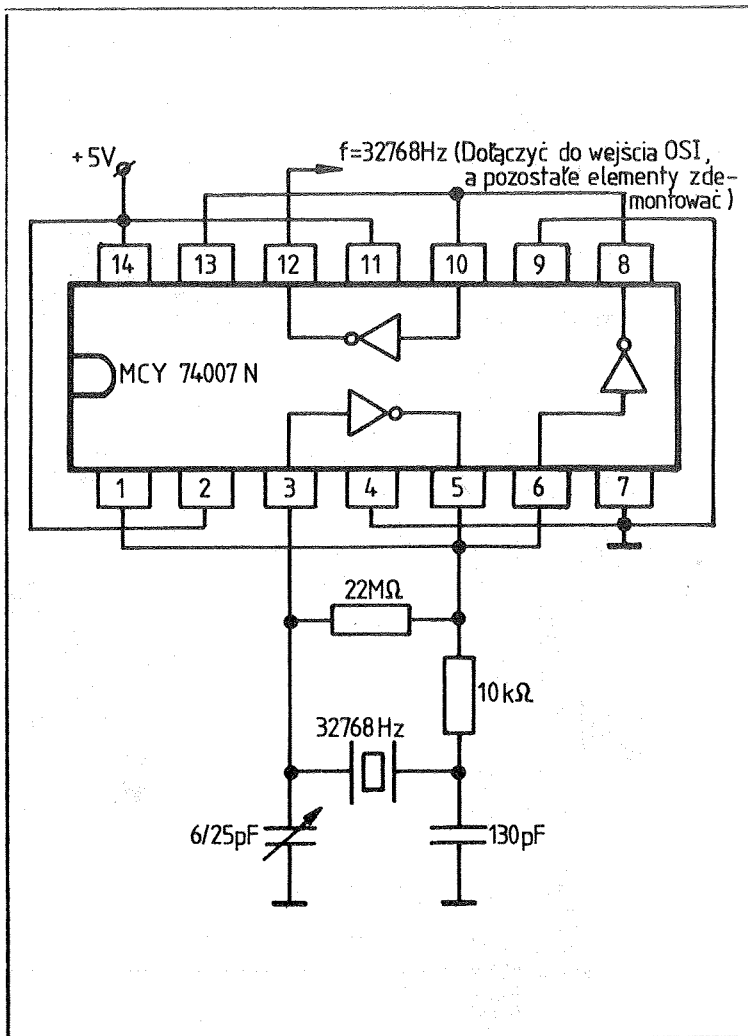 +5V
f=32768Hz (Dołączyć do wejścia OSI,
a pozostałe elementy zde-
montować)
14 13 12 11 10 9 8
MCY 74007 N
1 2 3 4 5 6 7
22MΩ
10kΩ
32768Hz
6/25pF
130pF